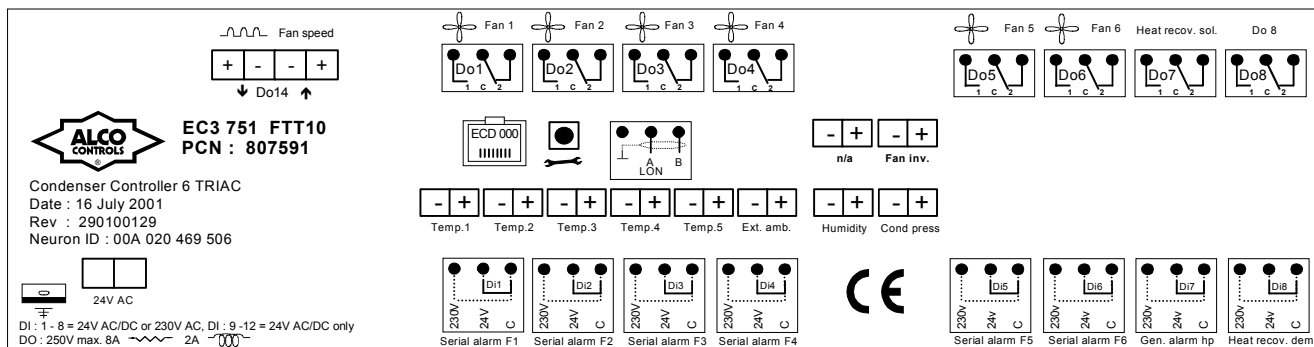 Fan speed
+ - - +
Do14
ALCO
CONTROLS
®
EC3 751 FTT10
PCN : 807591
Condenser Controller 6 TRIAC
Date : 16 July 2001
Rev : 290100129
Neuron ID : 00A 020 469 506
24V AC
DI : 1 - 8 = 24V AC/DC or 230V AC, DI : 9 -12 = 24V AC/DC only
DO : 250V max. 8A 2A
Fan 1 Fan 2 Fan 3 Fan 4
Do1 Do2 Do3 Do4
1 C 2 1 C 2 1 C 2 1 C 2
Fan 5 Fan 6 Heat recov. sol. Do 8
Do5 Do6 Do7 Do8
1 C 2 1 C 2 1 C 2 1 C 2
ECD 000
A B
LON
- + - +
n/a Fan inv.
- + - + - + - + - + - + - + - +
Temp.1 Temp.2 Temp.3 Temp.4 Temp.5 Ext. amb. Humidity Cond press
Di1 Di2 Di3 Di4
230v 24v C 230v 24v C 230v 24v C 230v 24v C
Serial alarm F1 Serial alarm F2 Serial alarm F3 Serial alarm F4
CE
Di5 Di6 Di7 Di8
230v 24v C 230v 24v C 230v 24v C 230v 24v C
Serial alarm F5 Serial alarm F6 Gen. alarm hp Heat recov. dem